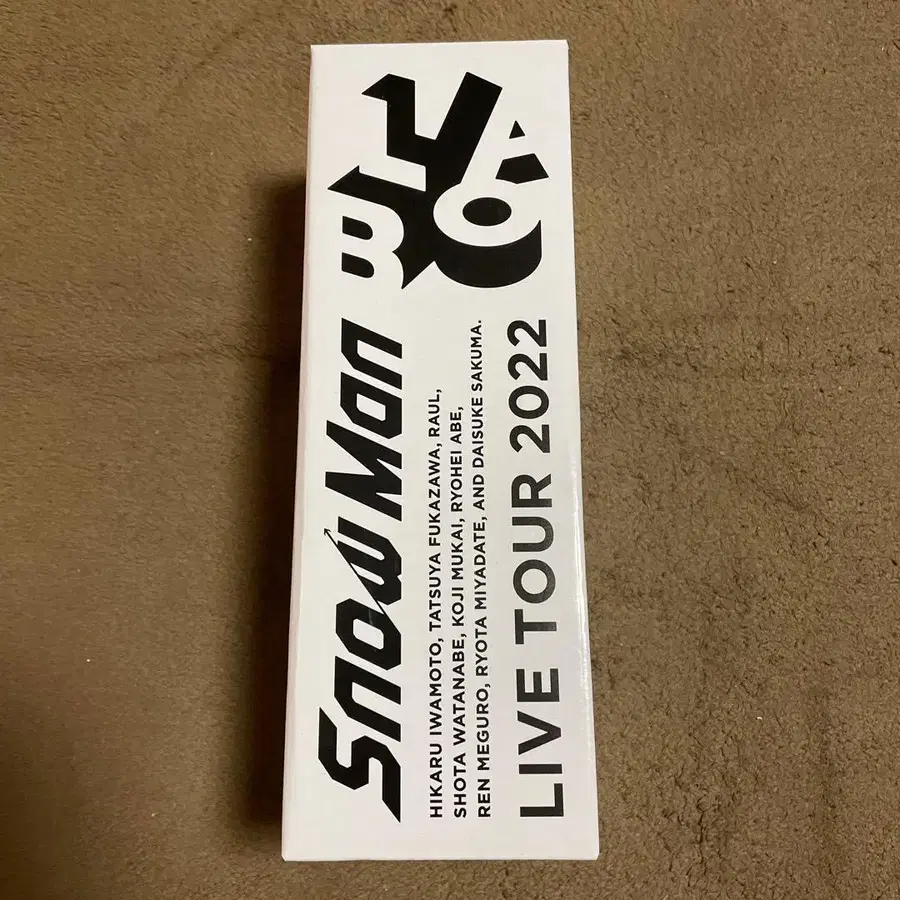 Snow Man
HIKARU IWAMOTO, TATSUYA FUKAZAWA, RAUL,
SHOTA WATANABE, KOJI MUKAI, RYOHEI ABE,
REN MEGURO, RYOTA MIYADATE, AND DAISUKE SAKUMA.
LIVE TOUR 2022